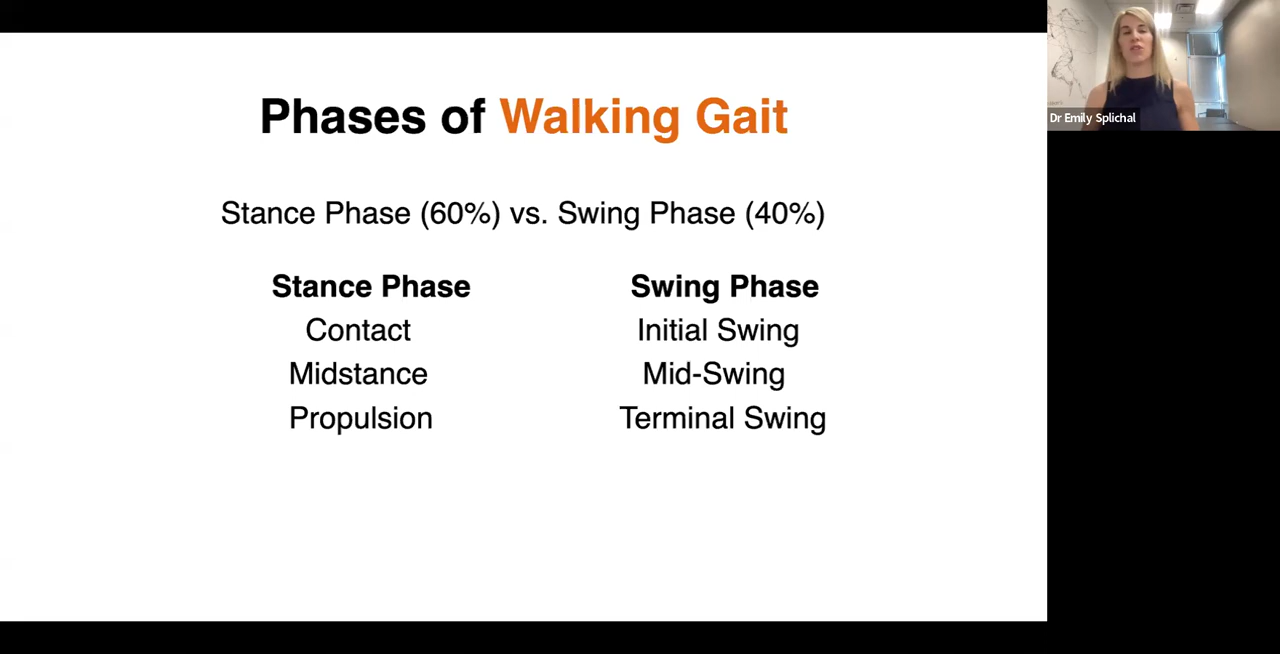 Phases of Walking Gait
Stance Phase (60%) vs. Swing Phase (40%)
Stance Phase
Contact
Midstance
Propulsion
Swing Phase
Initial Swing
Mid-Swing
Terminal Swing
Dr Emily Splichal